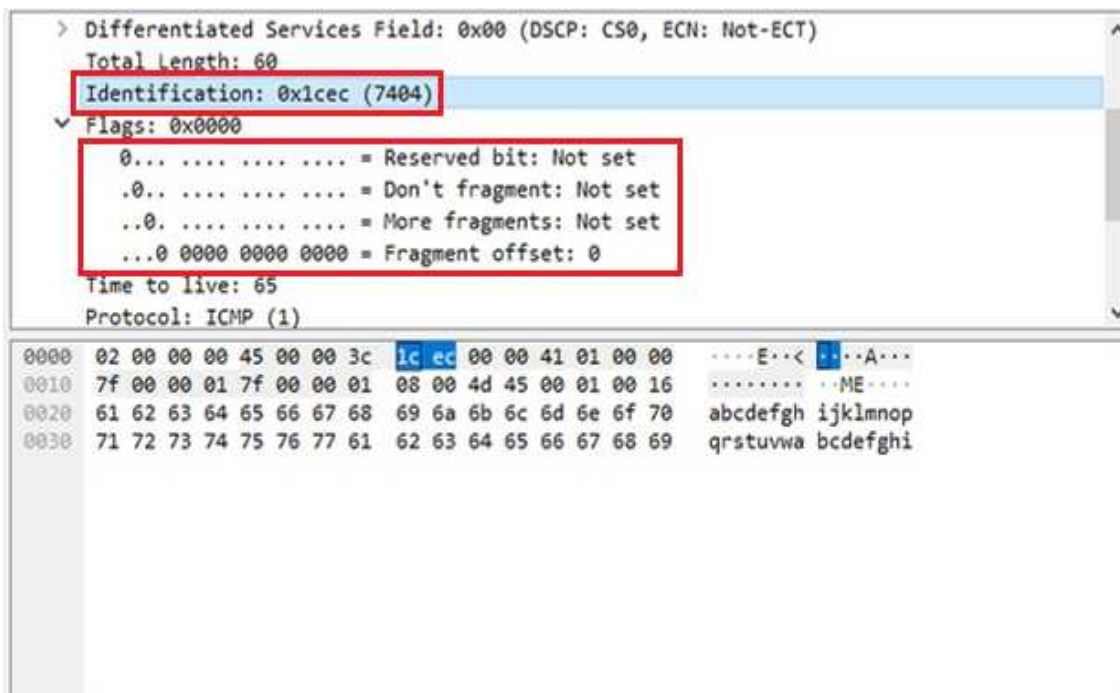 > Differentiated Services Field: 0x00 (DSCP: CS0, ECN: Not-ECT)
Total Length: 60
Identification: 0x1cec (7404)
Flags: 0x0000
0... .... .... .... = Reserved bit: Not set
.0.. .... .... .... = Don't fragment: Not set
..0. .... .... .... = More fragments: Not set
...0 0000 0000 0000 = Fragment offset: 0
Time to live: 65
Protocol: ICMP (1)
0000 02 00 00 00 45 00 00 3c 1c ec 00 00 41 01 00 00 ····E··< ····A···
0010 7f 00 00 01 7f 00 00 01 08 00 4d 45 00 01 00 16 ········ ··ME····
0020 61 62 63 64 65 66 67 68 69 6a 6b 6c 6d 6e 6f 70 abcdefgh ijklmnop
0030 71 72 73 74 75 76 77 61 62 63 64 65 66 67 68 69 qrstuvwa bcdefghi